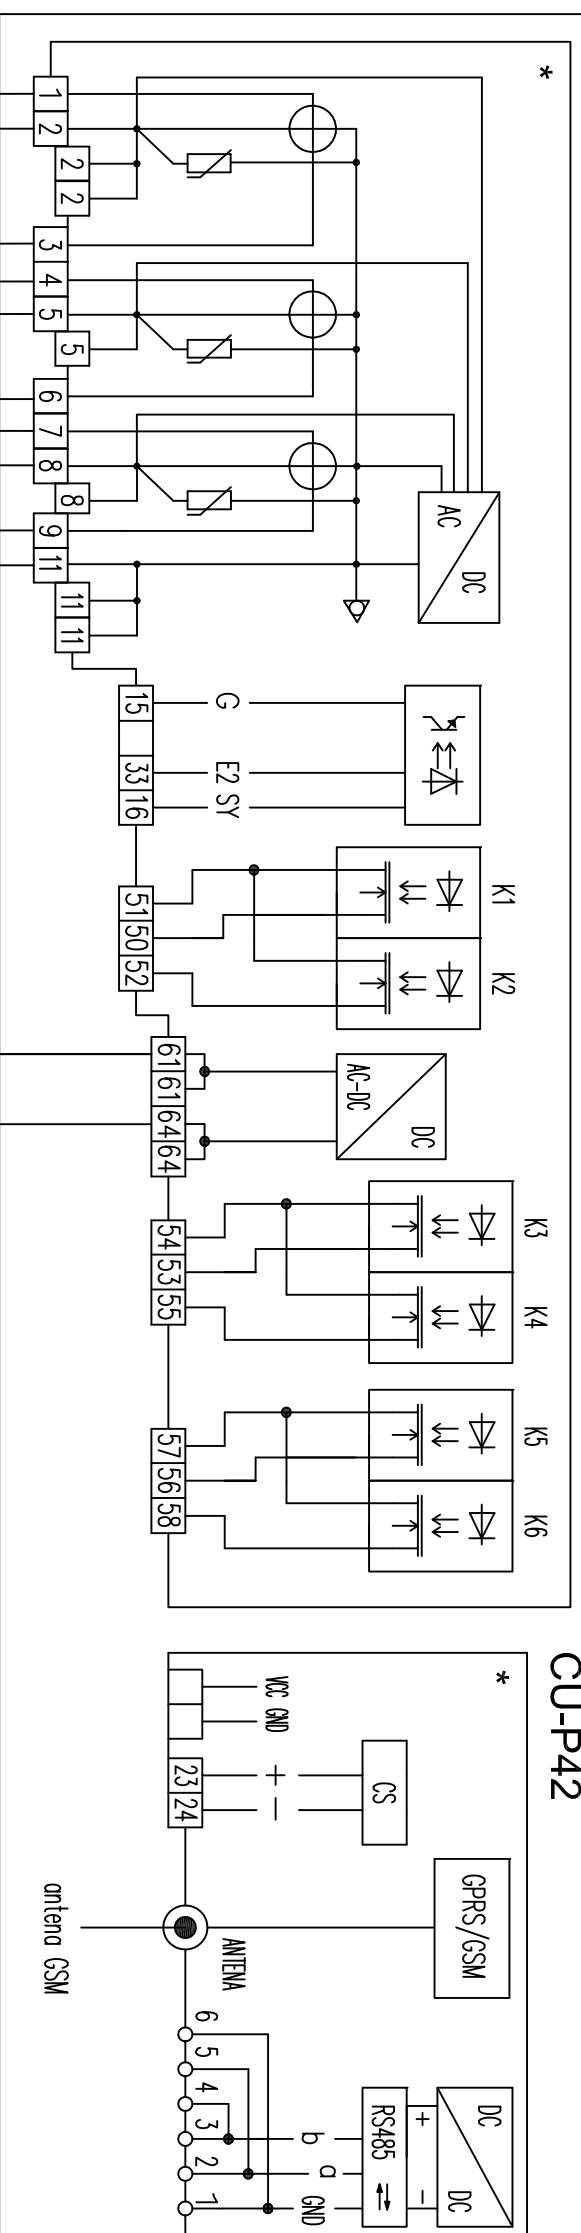 *
1
2
2
2
3
4
5
5
6
7
8
8
9
11
11
11
AC
DC
15
33
16
G
E2
SY
51
50
52
K1
K2
61
61
64
64
AC-DC
DC
54
53
55
K3
K4
57
56
58
K5
K6
CU-P42
*
VCC
GND
23
24
+
−
CS
GPRS/GSM
ANTENA
antena GSM
6
5
4
3
2
1
b
a
GND
RS485
+
−
DC
DC